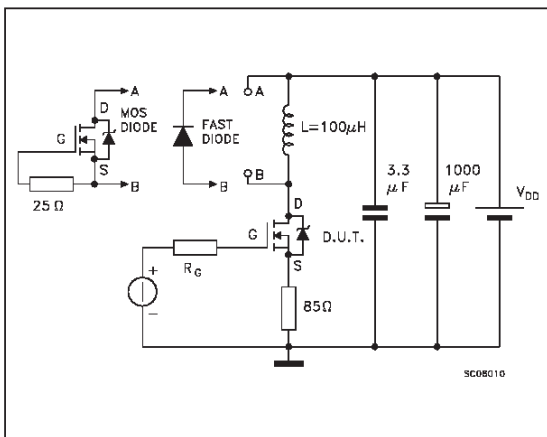 A
D
MOS
DIODE
G
S
B
25 Ω
A
FAST
DIODE
B
A
L=100μH
B
D
G
D.U.T.
S
RG
85Ω
3.3
μF
1000
μF
VDD
+
−
SC06010